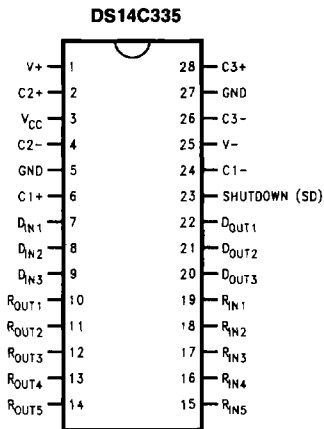 DS14C335
V+ 1 28 C3+
C2+ 2 27 GND
VCC 3 26 C3-
C2- 4 25 V-
GND 5 24 C1-
C1+ 6 23 SHUTDOWN (SD)
DIN1 7 22 DOUT1
DIN2 8 21 DOUT2
DIN3 9 20 DOUT3
ROUT1 10 19 RIN1
ROUT2 11 18 RIN2
ROUT3 12 17 RIN3
ROUT4 13 16 RIN4
ROUT5 14 15 RIN5